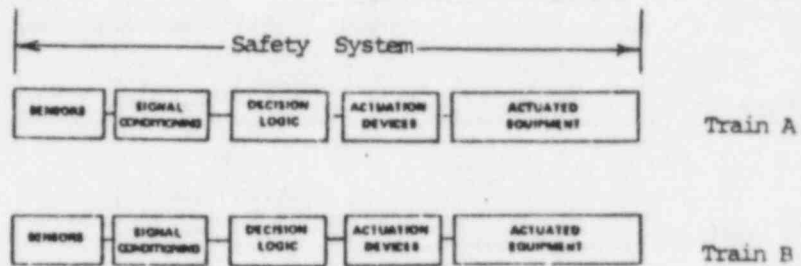 Safety System
SENSORS SIGNAL CONDITIONING DECISION LOGIC ACTUATION DEVICES ACTUATED EQUIPMENT
Train A
SENSORS SIGNAL CONDITIONING DECISION LOGIC ACTUATION DEVICES ACTUATED EQUIPMENT
Train B